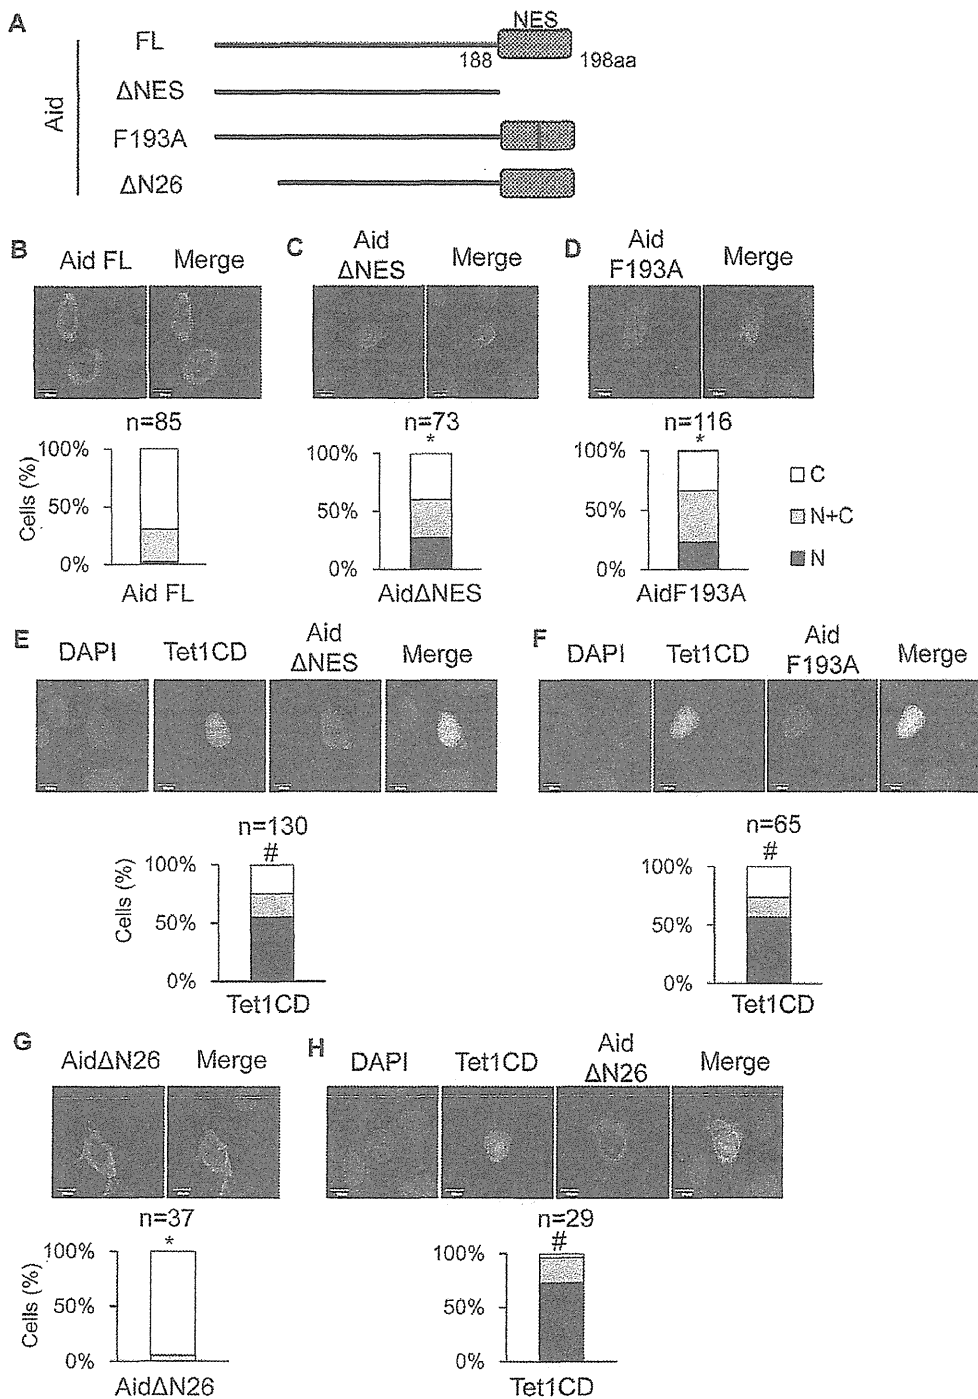 A
NES
FL
188
198aa
ΔNES
Aid
F193A
ΔN26
B
Aid FL
Merge
C
Aid
ΔNES
Merge
D
Aid
F193A
Merge
n=85
n=73
*
n=116
*
100%
50%
0%
Cells (%)
Aid FL
100%
50%
0%
AidΔNES
100%
50%
0%
AidF193A
C
N+C
N
E
DAPI
Tet1CD
Aid
ΔNES
Merge
F
DAPI
Tet1CD
Aid
F193A
Merge
n=130
#
100%
50%
0%
Cells (%)
Tet1CD
n=65
#
100%
50%
0%
Tet1CD
G
AidΔN26
Merge
H
DAPI
Tet1CD
Aid
ΔN26
Merge
n=37
*
100%
50%
0%
Cells (%)
AidΔN26
n=29
#
100%
50%
0%
Tet1CD